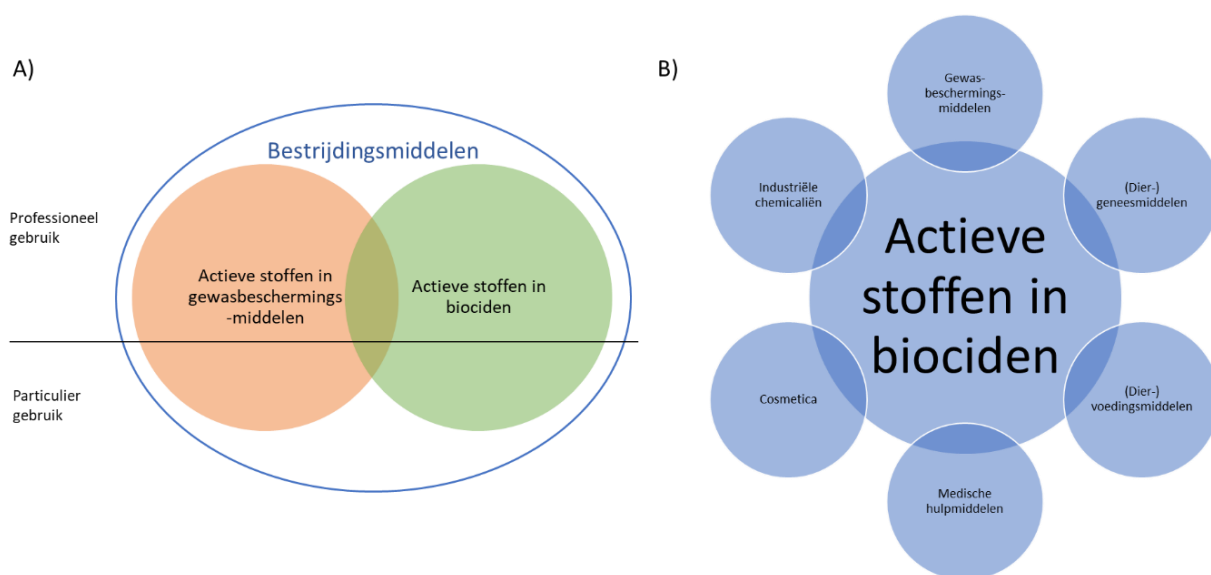 A)
Bestrijdingsmiddelen
Professioneel
gebruik
Actieve stoffen in
gewasbeschermings
-middelen
Actieve stoffen in
biociden
Particulier
gebruik
B)
Gewas-
beschermings-
middelen
Industriële
chemicaliën
(Dier-)
geneesmiddelen
Actieve
stoffen in
biociden
Cosmetica
(Dier-)
voedingsmiddelen
Medische
hulpmiddelen